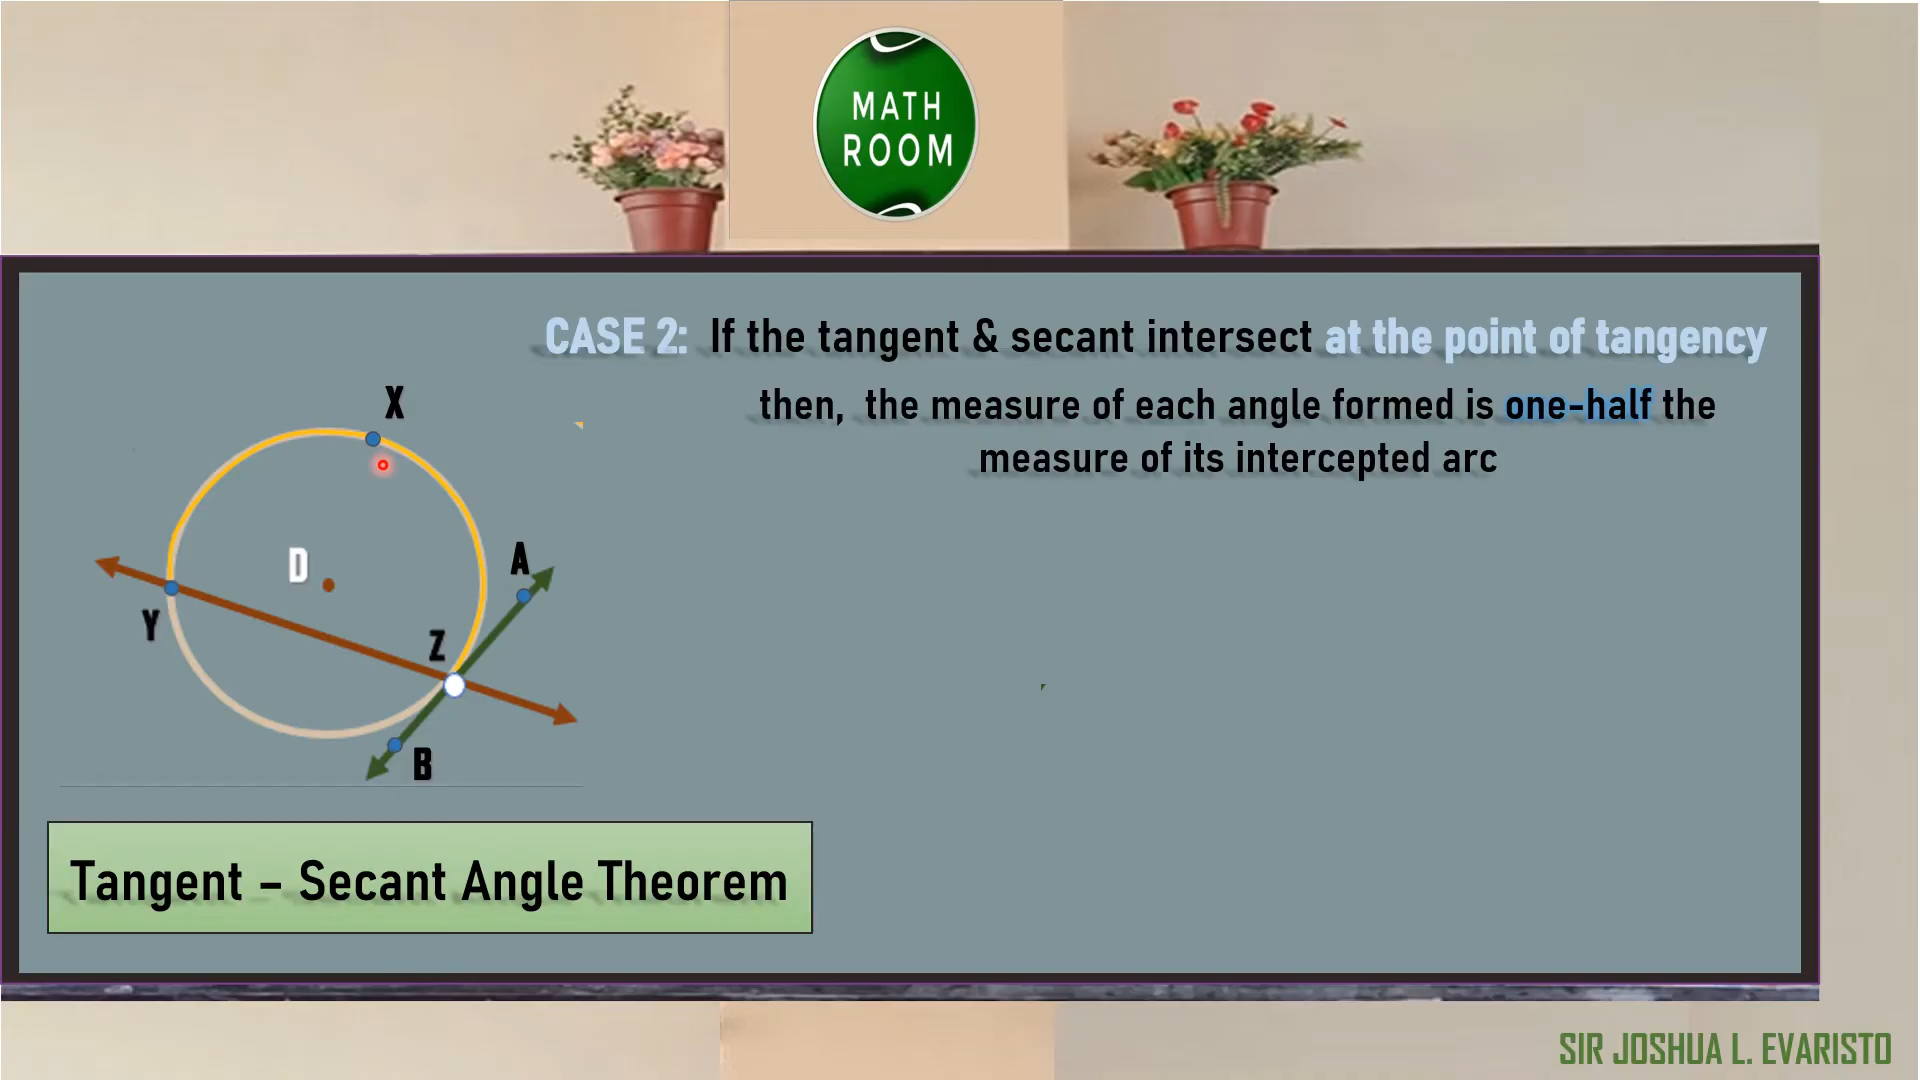 MATH
ROOM
CASE 2: If the tangent & secant intersect at the point of tangency
then, the measure of each angle formed is one-half the
measure of its intercepted arc
X
A
D
Y
Z
B
Tangent – Secant Angle Theorem
SIR JOSHUA L. EVARISTO